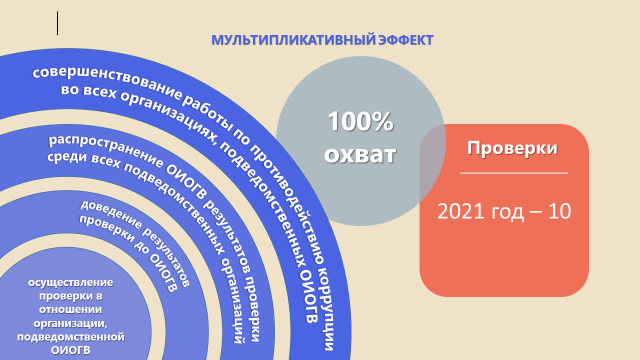 МУЛЬТИПЛИКАТИВНЫЙ ЭФФЕКТ
совершенствование работы по противодействию коррупции
во всех организациях, подведомственных ОИОГВ
распространение ОИОГВ результатов проверки
среди всех подведомственных организаций
доведение результатов
проверки до ОИОГВ
осуществление
проверки в
отношении
организации,
подведомственной
ОИОГВ
100%
охват
Проверки
2021 год – 10